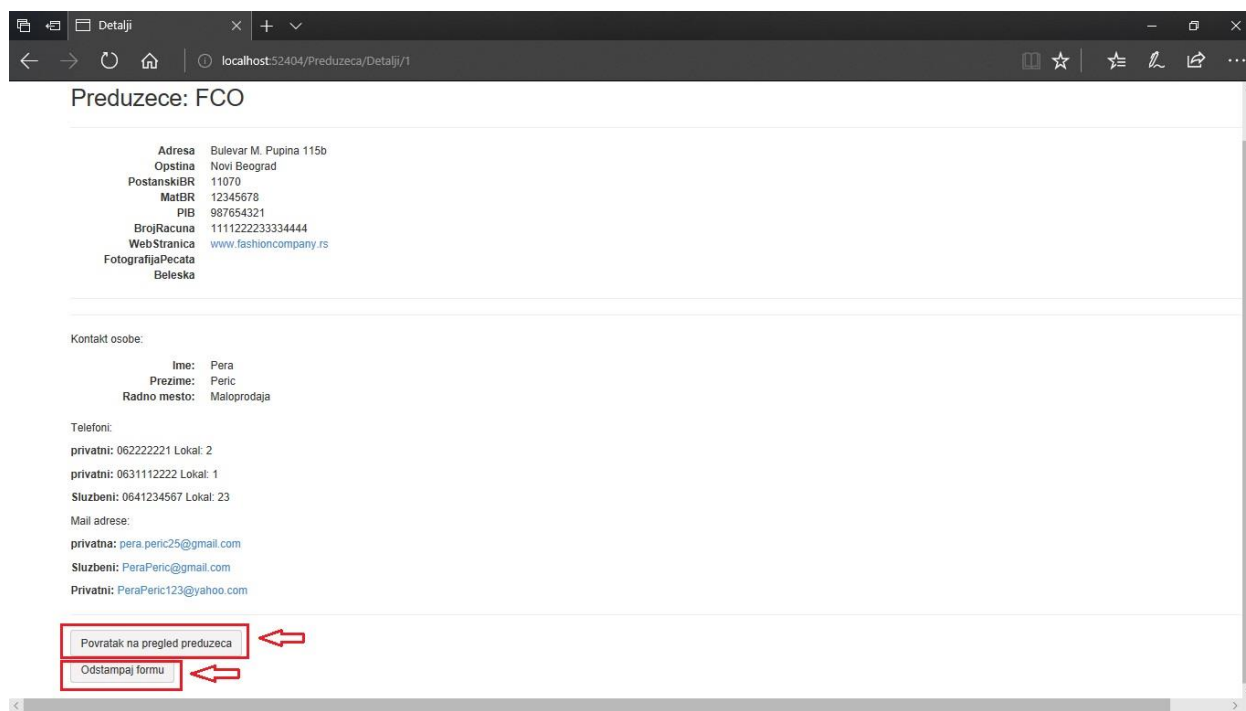 Detalji
localhost:52404/Preduzeca/Detalji/1
Preduzece: FCO
Adresa Bulevar M. Pupina 115b
Opstina Novi Beograd
PostanskiBR 11070
MatBR 12345678
PIB 987654321
BrojRacuna 1111222233334444
WebStranica www.fashioncompany.rs
FotografijaPecata
Beleska
Kontakt osobe:
Ime: Pera
Prezime: Peric
Radno mesto: Maloprodaja
Telefoni:
privatni: 062222221 Lokal: 2
privatni: 0631112222 Lokal: 1
Sluzbeni: 0641234567 Lokal: 23
Mail adrese:
privatna: pera.peric25@gmail.com
Sluzbeni: PeraPeric@gmail.com
Privatni: PeraPeric123@yahoo.com
Povratak na pregled preduzeca
Odstampaj formu